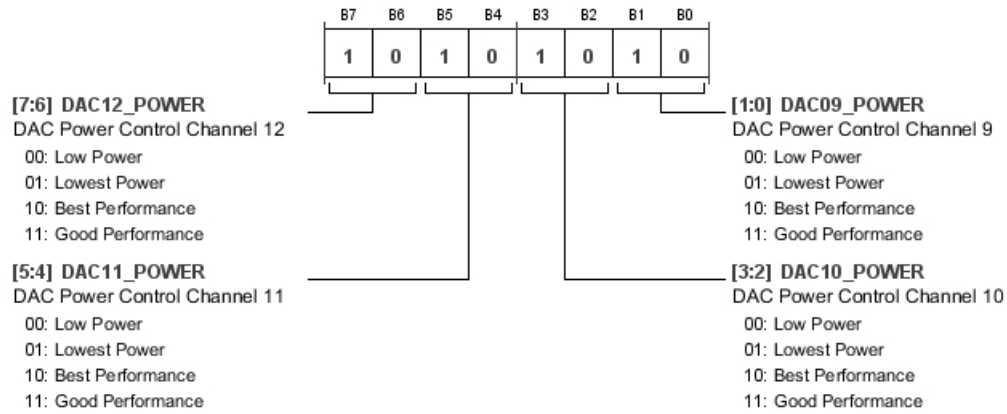 B7 B6 B5 B4 B3 B2 B1 B0
1 0 1 0 1 0 1 0
[7:6] DAC12_POWER
DAC Power Control Channel 12
00: Low Power
01: Lowest Power
10: Best Performance
11: Good Performance
[5:4] DAC11_POWER
DAC Power Control Channel 11
00: Low Power
01: Lowest Power
10: Best Performance
11: Good Performance
[1:0] DAC09_POWER
DAC Power Control Channel 9
00: Low Power
01: Lowest Power
10: Best Performance
11: Good Performance
[3:2] DAC10_POWER
DAC Power Control Channel 10
00: Low Power
01: Lowest Power
10: Best Performance
11: Good Performance